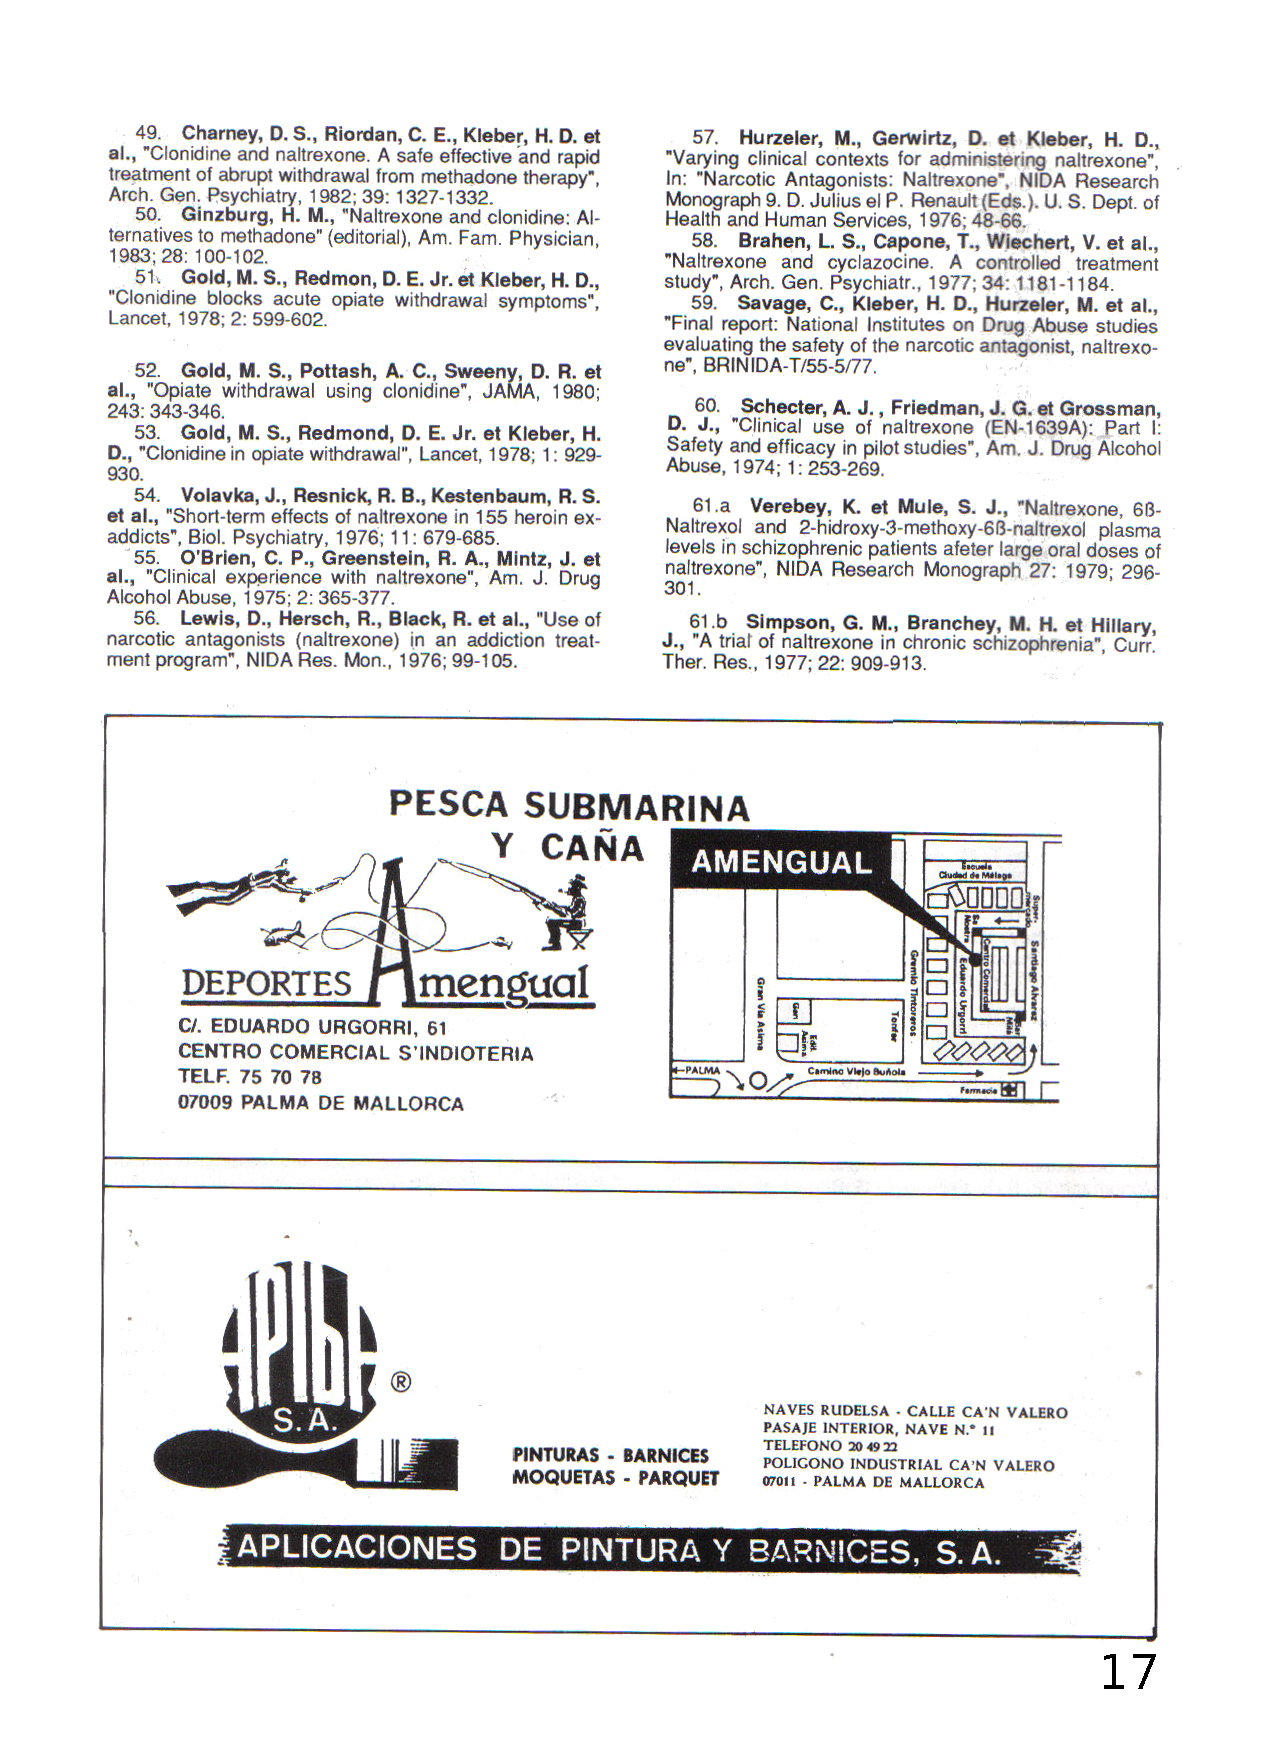 49. Charney, D. S., Riordan, C. E., Kleber, H. D. et
al., "Clonidine and naltrexone. A safe effective and rapid
treatment of abrupt withdrawal from methadone therapy",
Arch. Gen. Psychiatry, 1982; 39: 1327-1332.
50. Ginzburg, H. M., "Naltrexone and clonidine: Al-
ternatives to methadone" (editorial), Am. Fam. Physician,
1983; 28: 100-102.
51. Gold, M. S., Redmon, D. E. Jr. et Kleber, H. D.,
"Clonidine blocks acute opiate withdrawal symptoms",
Lancet, 1978; 2: 599-602.
52. Gold, M. S., Pottash, A. C., Sweeny, D. R. et
al., "Opiate withdrawal using clonidine", JAMA, 1980;
243: 343-346.
53. Gold, M. S., Redmond, D. E. Jr. et Kleber, H.
D., "Clonidine in opiate withdrawal", Lancet, 1978; 1: 929-
930.
54. Volavka, J., Resnick, R. B., Kestenbaum, R. S.
et al., "Short-term effects of naltrexone in 155 heroin ex-
addicts", Biol. Psychiatry, 1976; 11: 679-685.
55. O'Brien, C. P., Greenstein, R. A., Mintz, J. et
al., "Clinical experience with naltrexone", Am. J. Drug
Alcohol Abuse, 1975; 2: 365-377.
56. Lewis, D., Hersch, R., Black, R. et al., "Use of
narcotic antagonists (naltrexone) in an addiction treat-
ment program", NIDA Res. Mon., 1976; 99-105.
57. Hurzeler, M., Gerwirtz, D. et Kleber, H. D.,
"Varying clinical contexts for administering naltrexone",
In: "Narcotic Antagonists: Naltrexone", NIDA Research
Monograph 9. D. Julius el P. Renault (Eds.). U. S. Dept. of
Health and Human Services, 1976; 48-66.
58. Brahen, L. S., Capone, T., Wiechert, V. et al.,
"Naltrexone and cyclazocine. A controlled treatment
study", Arch. Gen. Psychiatr., 1977; 34: 1181-1184.
59. Savage, C., Kleber, H. D., Hurzeler, M. et al.,
"Final report: National Institutes on Drug Abuse studies
evaluating the safety of the narcotic antagonist, naltrexo-
ne", BRINIDA-T/55-5/77.
60. Schecter, A. J., Friedman, J. G. et Grossman,
D. J., "Clinical use of naltrexone (EN-1639A): Part I:
Safety and efficacy in pilot studies", Am. J. Drug Alcohol
Abuse, 1974; 1: 253-269.
61.a Verebey, K. et Mule, S. J., "Naltrexone, 6ß-
Naltrexol and 2-hidroxy-3-methoxy-6ß-naltrexol plasma
levels in schizophrenic patients afeter large oral doses of
naltrexone", NIDA Research Monograph 27: 1979; 296-
301.
61.b Simpson, G. M., Branchey, M. H. et Hillary,
J., "A trial of naltrexone in chronic schizophrenia", Curr.
Ther. Res., 1977; 22: 909-913.
PESCA SUBMARINA
Y CAÑA
DEPORTES Amengual
C/. EDUARDO URGORRI, 61
CENTRO COMERCIAL S'INDIOTERIA
TELF. 75 70 78
07009 PALMA DE MALLORCA
AMENGUAL
Escuela
Ciudad de Málaga
Super-
mercado
Santiago Alvarez
Centro Comercial
Eduardo Urgorri
Gremio Tintoreros
Gran Vía Asima
Gen
Edif.
Asima
Tonfer
←PALMA
Camino Viejo Buñola
Farmacia
APIBASA
S.A.
®
PINTURAS - BARNICES
MOQUETAS - PARQUET
NAVES RUDELSA - CALLE CA'N VALERO
PASAJE INTERIOR, NAVE N.º 11
TELEFONO 20 49 22
POLIGONO INDUSTRIAL CA'N VALERO
07011 - PALMA DE MALLORCA
APLICACIONES DE PINTURA Y BARNICES, S. A.
17